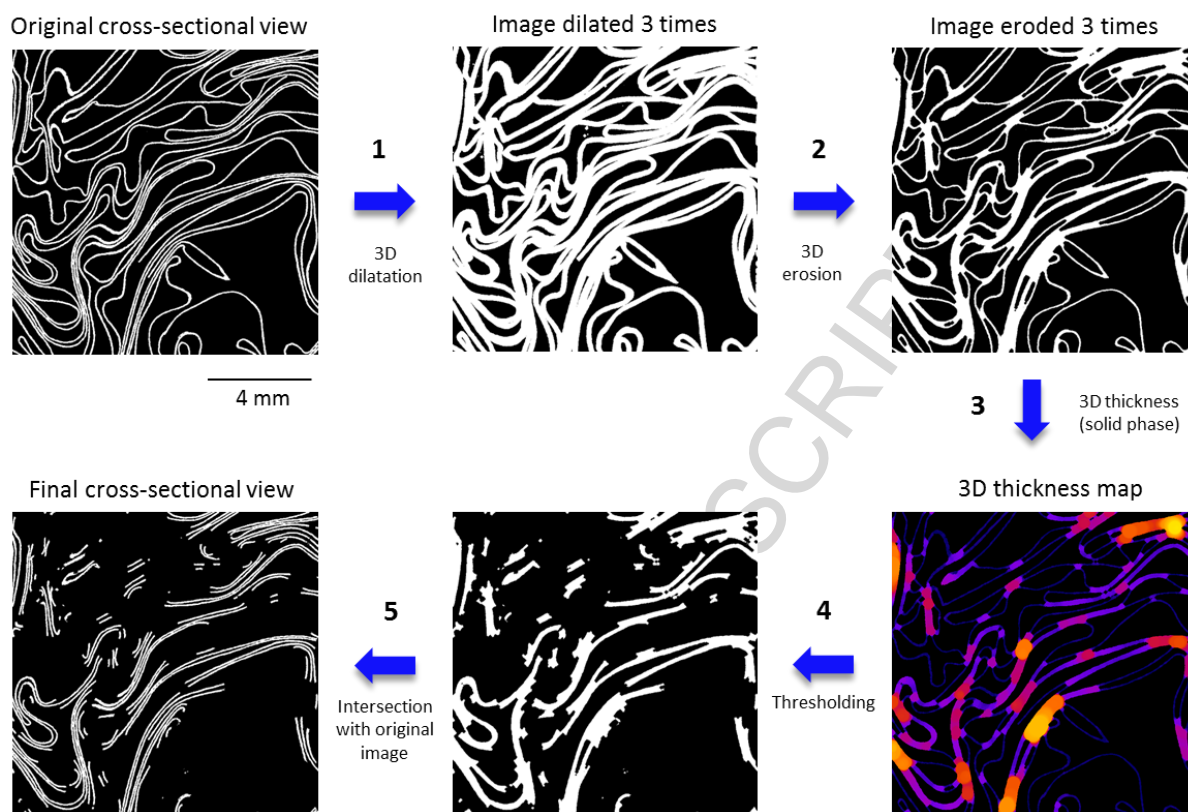 Original cross-sectional view
Image dilated 3 times
Image eroded 3 times
1
3D
dilatation
2
3D
erosion
4 mm
3
3D thickness
(solid phase)
SCRIP
SCRIPT
Final cross-sectional view
3D thickness map
5
Intersection
with original
image
4
Thresholding